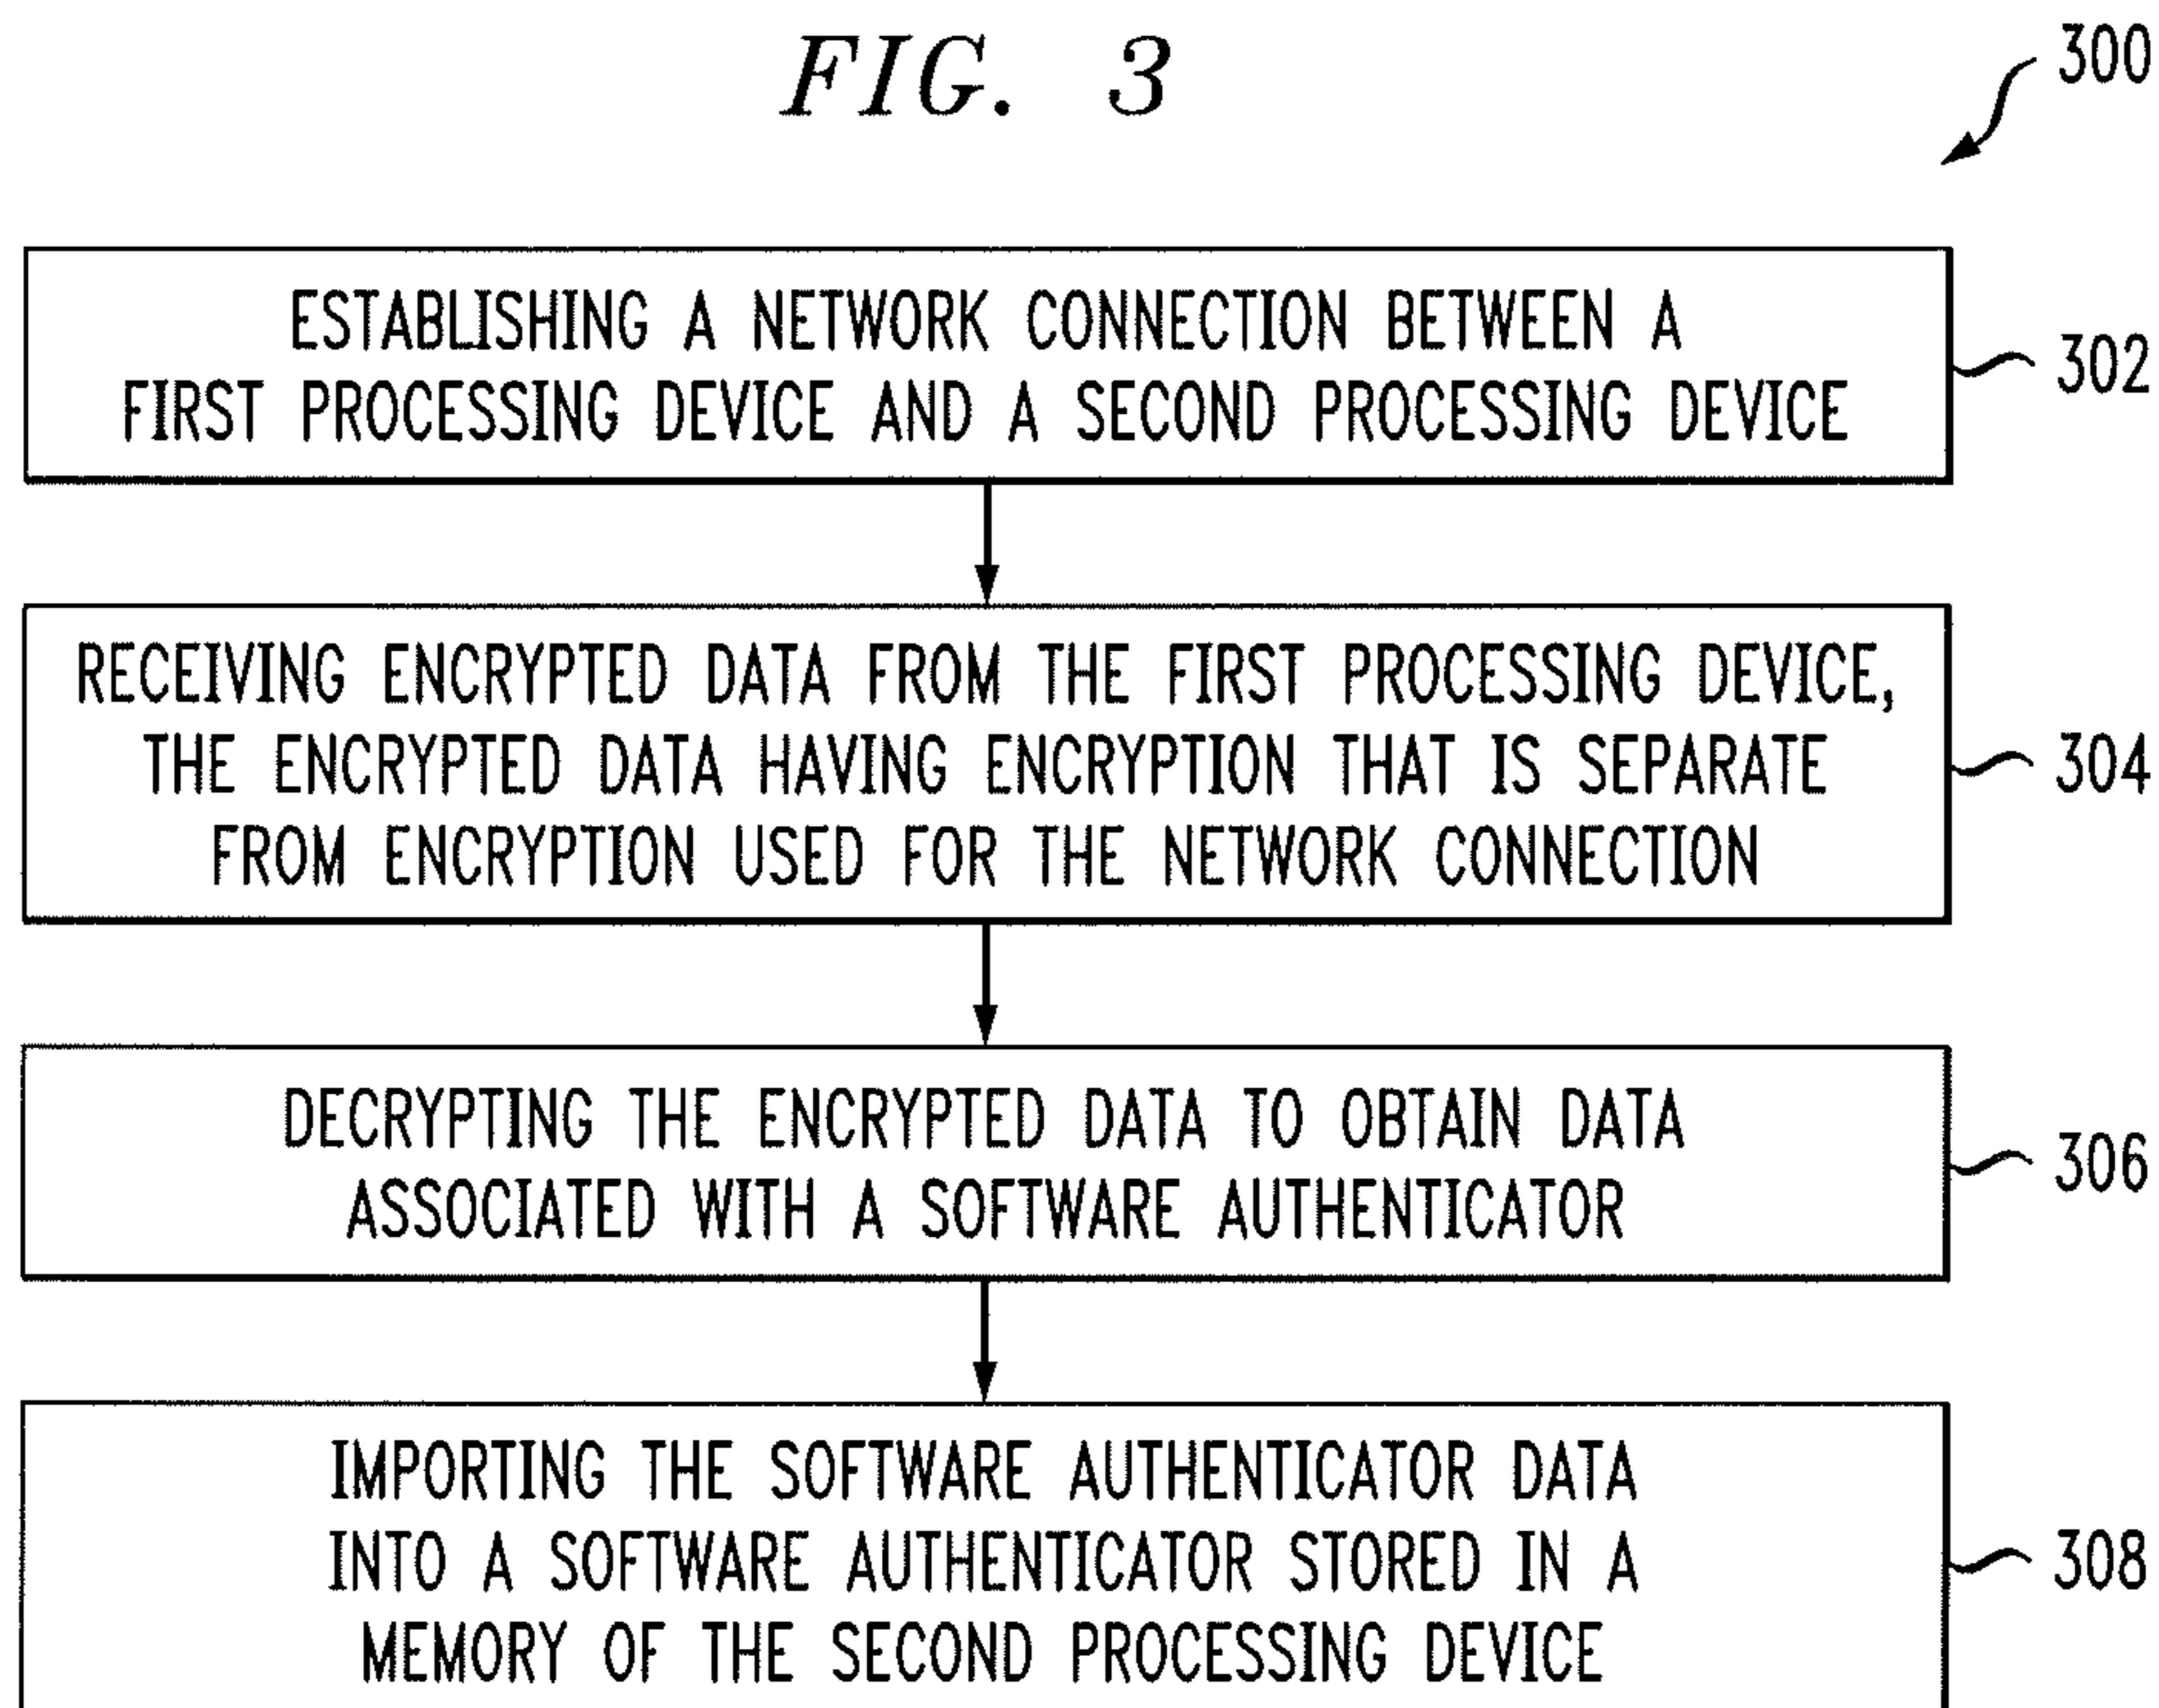 FIG. 3
300
ESTABLISHING A NETWORK CONNECTION BETWEEN A
FIRST PROCESSING DEVICE AND A SECOND PROCESSING DEVICE
302
RECEIVING ENCRYPTED DATA FROM THE FIRST PROCESSING DEVICE,
THE ENCRYPTED DATA HAVING ENCRYPTION THAT IS SEPARATE
FROM ENCRYPTION USED FOR THE NETWORK CONNECTION
304
DECRYPTING THE ENCRYPTED DATA TO OBTAIN DATA
ASSOCIATED WITH A SOFTWARE AUTHENTICATOR
306
IMPORTING THE SOFTWARE AUTHENTICATOR DATA
INTO A SOFTWARE AUTHENTICATOR STORED IN A
MEMORY OF THE SECOND PROCESSING DEVICE
308